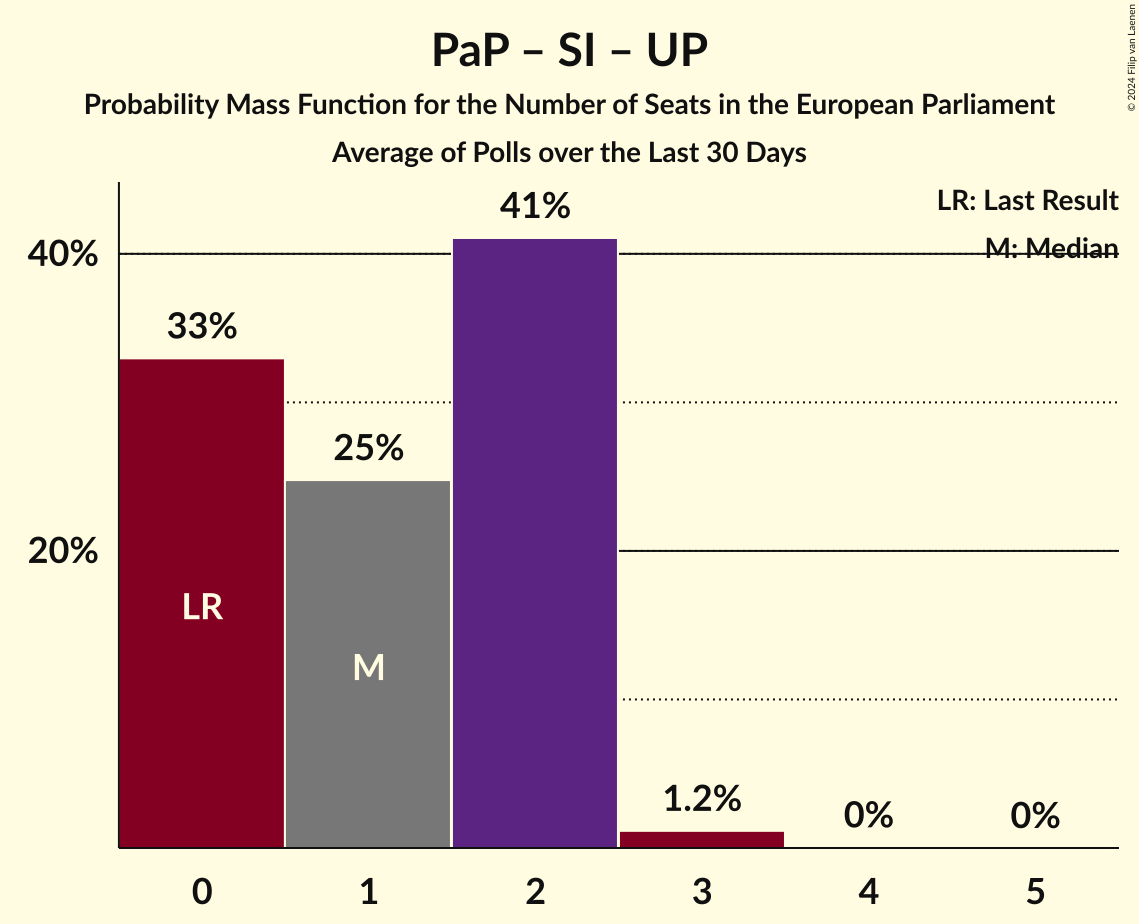 PaP – SI – UP
Probability Mass Function for the Number of Seats in the European Parliament
Average of Polls over the Last 30 Days
© 2024 Filip van Laenen
LR: Last Result
M: Median
41%
40%
33%
25%
20%
LR
M
1.2%
0%
0%
0 1 2 3 4 5